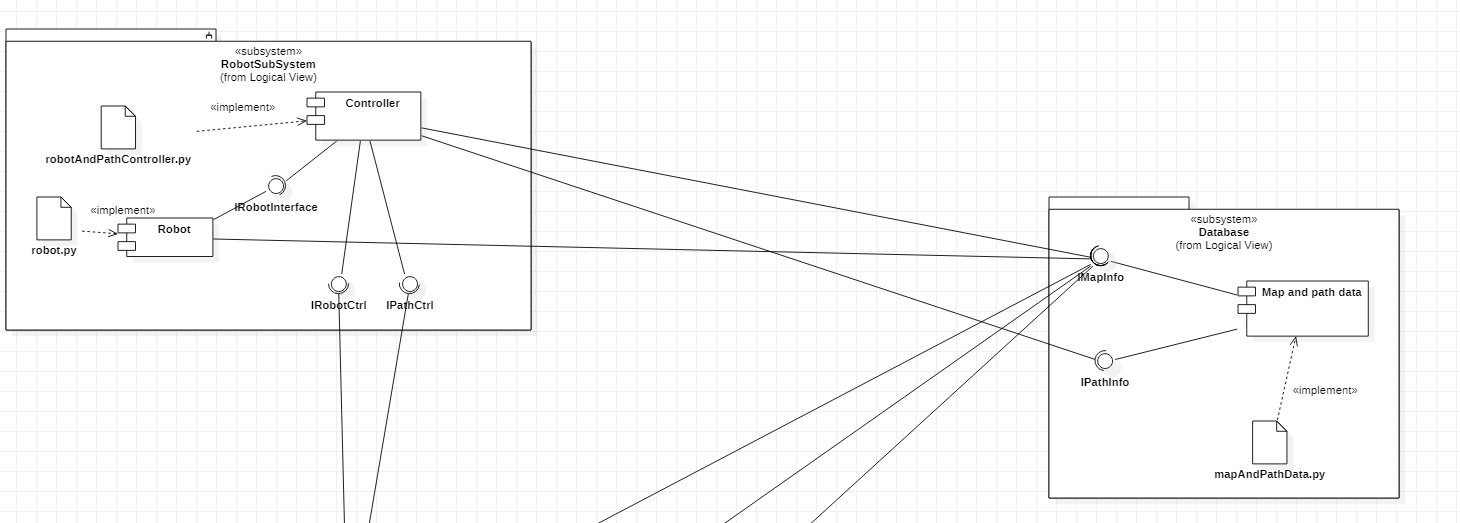 «subsystem»
RobotSubSystem
(from Logical View)
«implement»
Controller
robotAndPathController.py
IRobotInterface
«implement»
Robot
robot.py
IRobotCtrl
IPathCtrl
«subsystem»
Database
(from Logical View)
IMapInfo
Map and path data
IPathInfo
«implement»
mapAndPathData.py